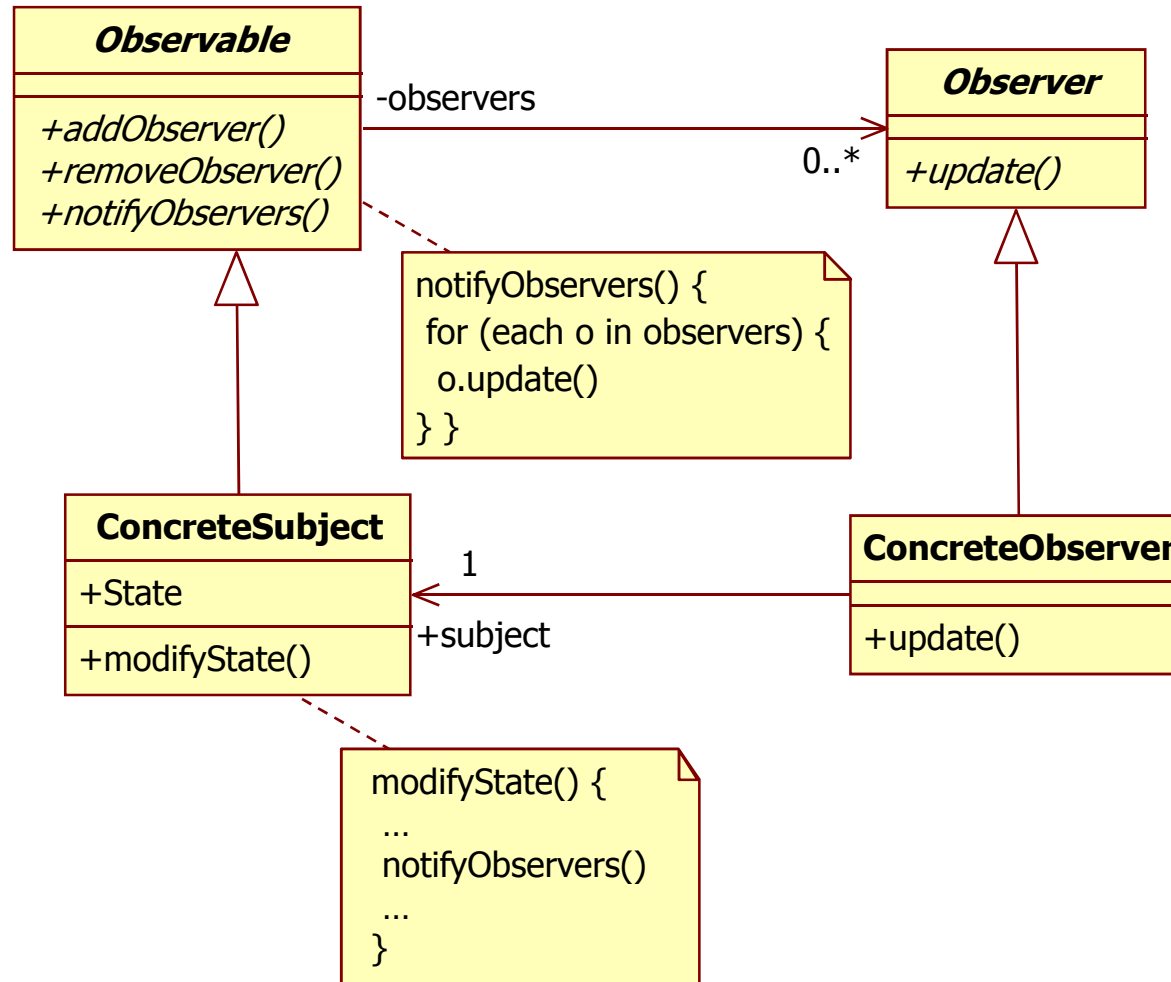 Observable
+addObserver()
+removeObserver()
+notifyObservers()
-observers
0..*
Observer
+update()
notifyObservers() {
for (each o in observers) {
o.update()
} }
ConcreteSubject
+State
+modifyState()
1
+subject
ConcreteObserver
+update()
modifyState() {
...
notifyObservers()
...
}